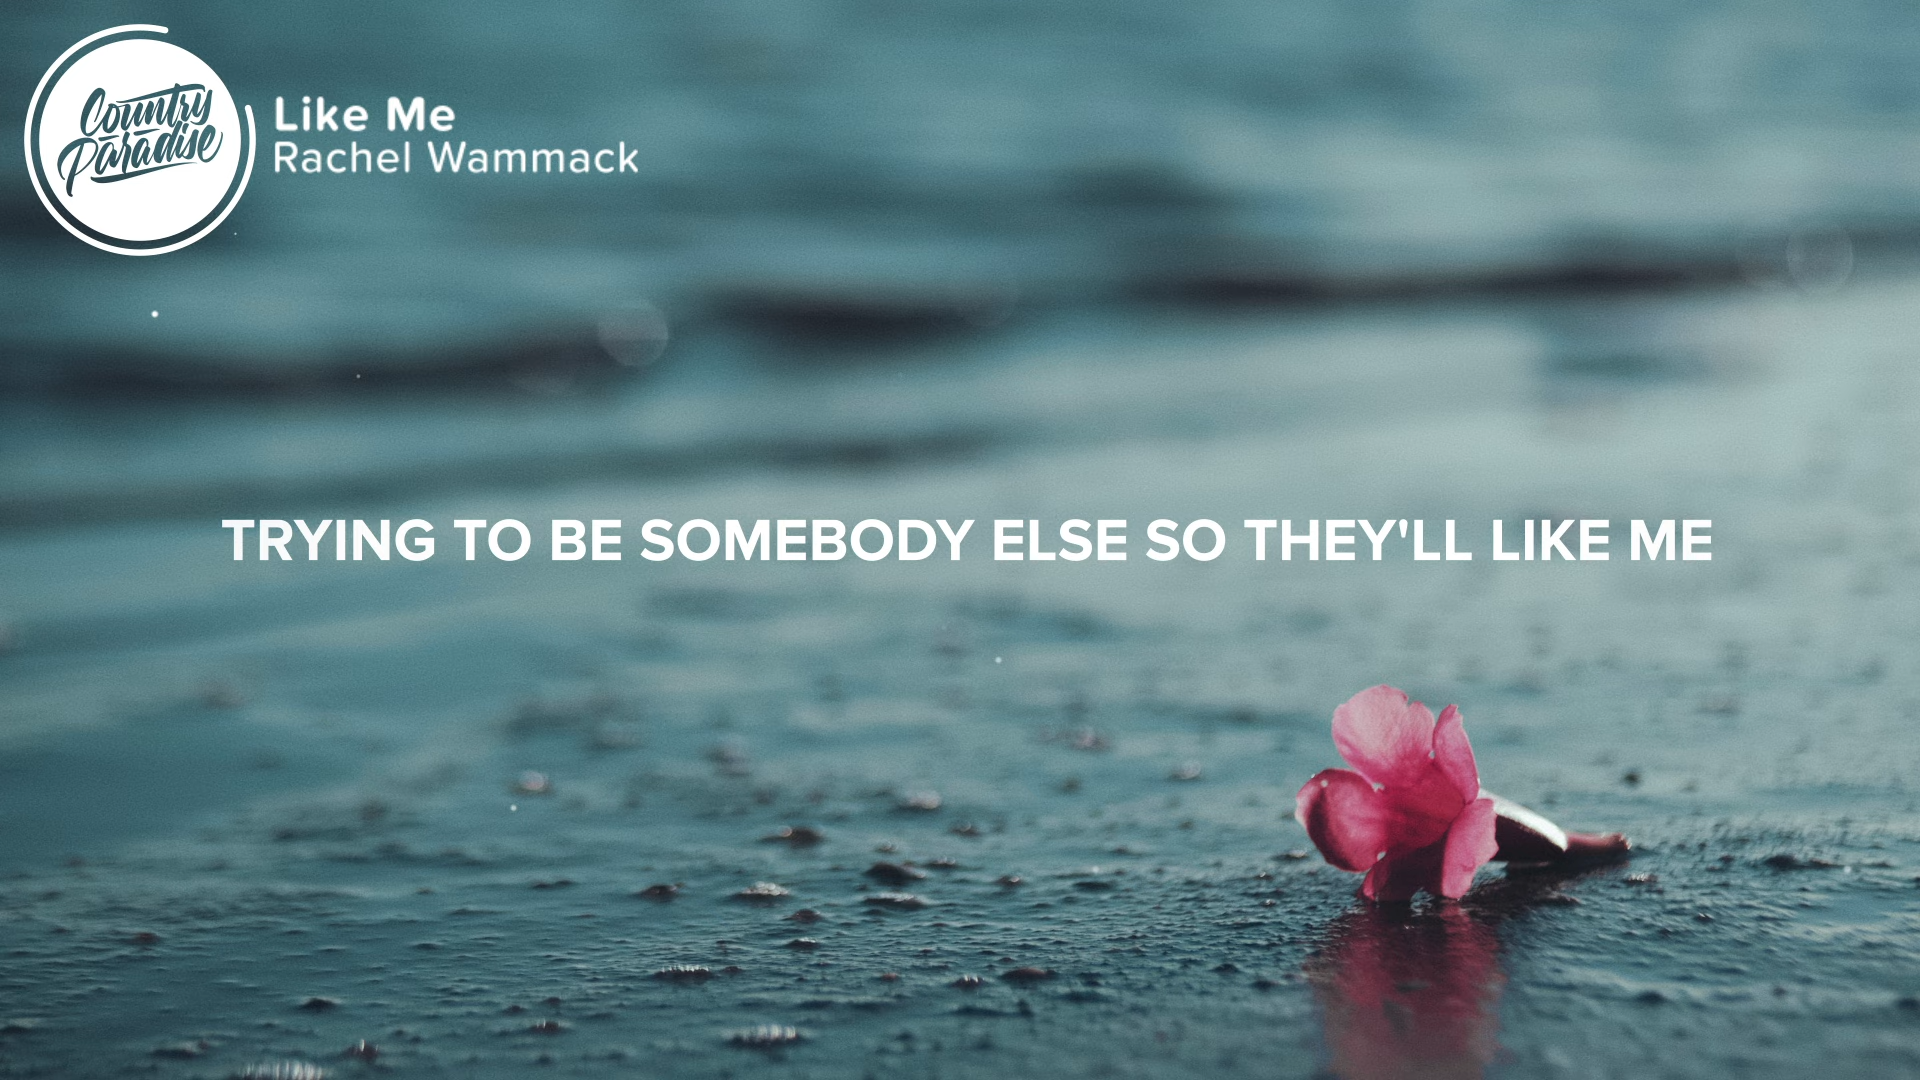 Country
Paradise
Like Me
Rachel Wammack
TRYING TO BE SOMEBODY ELSE SO THEY'LL LIKE ME